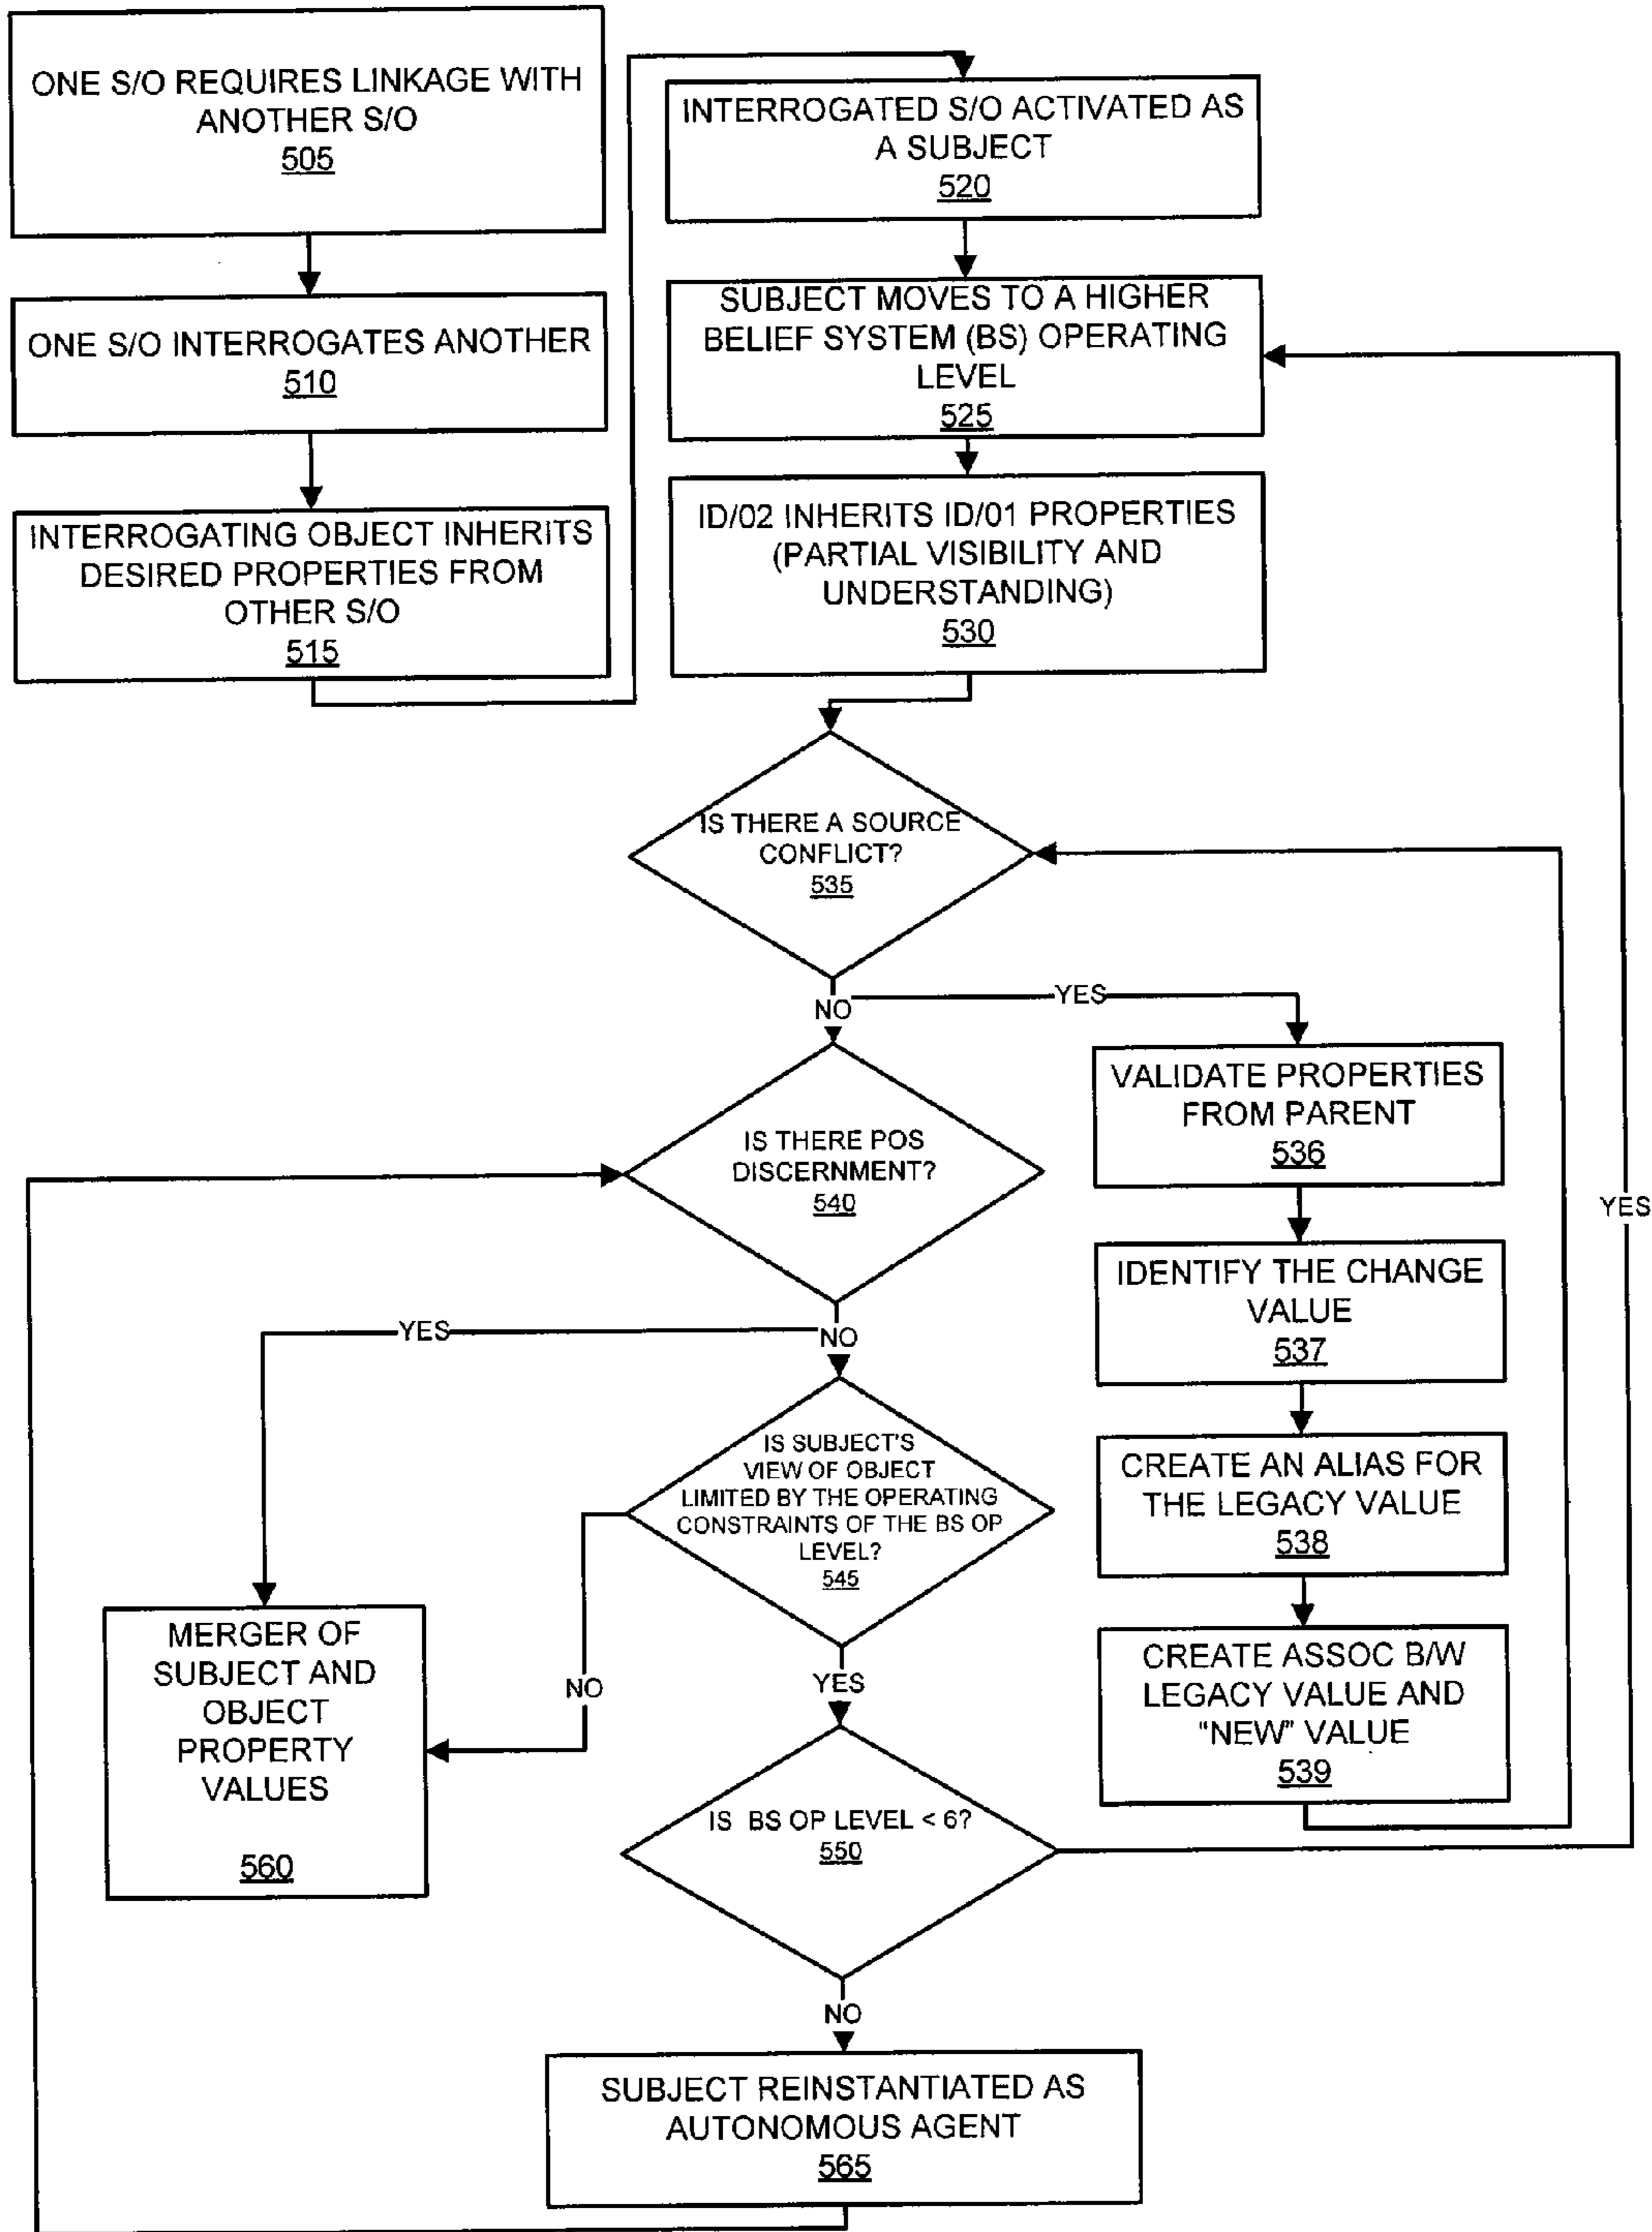 ONE S/O REQUIRES LINKAGE WITH
ANOTHER S/O
505
ONE S/O INTERROGATES ANOTHER
510
INTERROGATING OBJECT INHERITS
DESIRED PROPERTIES FROM
OTHER S/O
515
INTERROGATED S/O ACTIVATED AS
A SUBJECT
520
SUBJECT MOVES TO A HIGHER
BELIEF SYSTEM (BS) OPERATING
LEVEL
525
ID/02 INHERITS ID/01 PROPERTIES
(PARTIAL VISIBILITY AND
UNDERSTANDING)
530
IS THERE A SOURCE
CONFLICT?
535
NO
YES
VALIDATE PROPERTIES
FROM PARENT
536
IDENTIFY THE CHANGE
VALUE
537
CREATE AN ALIAS FOR
THE LEGACY VALUE
538
CREATE ASSOC B/W
LEGACY VALUE AND
"NEW" VALUE
539
IS THERE POS
DISCERNMENT?
540
YES
NO
IS SUBJECT'S
VIEW OF OBJECT
LIMITED BY THE OPERATING
CONSTRAINTS OF THE BS OP
LEVEL?
545
NO
YES
MERGER OF
SUBJECT AND
OBJECT
PROPERTY
VALUES
560
IS BS OP LEVEL < 6?
550
YES
NO
SUBJECT REINSTANTIATED AS
AUTONOMOUS AGENT
565